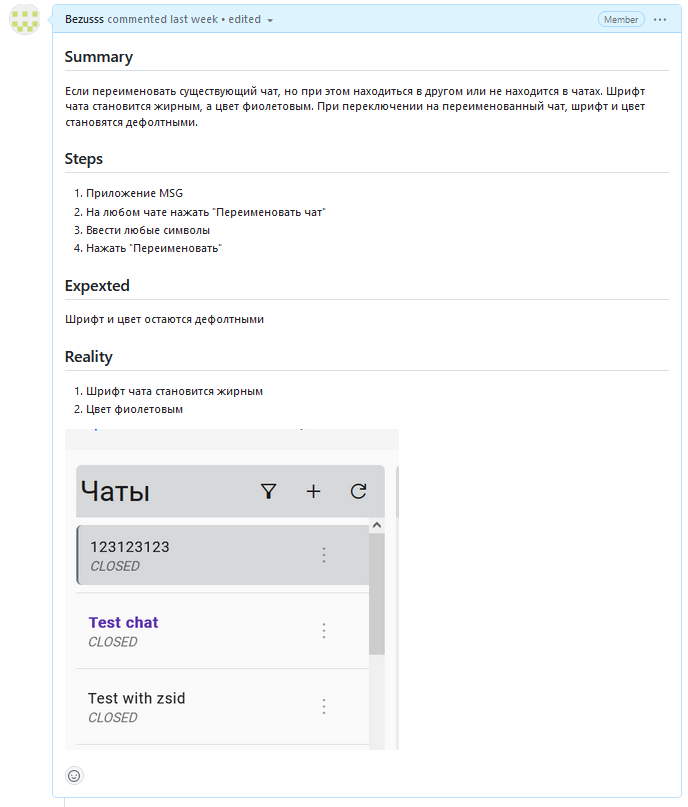 Bezusss commented last week • edited
Member
Summary
Если переименовать существующий чат, но при этом находиться в другом или не находится в чатах. Шрифт
чата становится жирным, а цвет фиолетовым. При переключении на переименованный чат, шрифт и цвет
становятся дефолтными.
Steps
1. Приложение MSG
2. На любом чате нажать "Переименовать чат"
3. Ввести любые символы
4. Нажать "Переименовать"
Expexted
Шрифт и цвет остаются дефолтными
Reality
1. Шрифт чата становится жирным
2. Цвет фиолетовым
Чаты
123123123
CLOSED
Test chat
CLOSED
Test with zsid
CLOSED